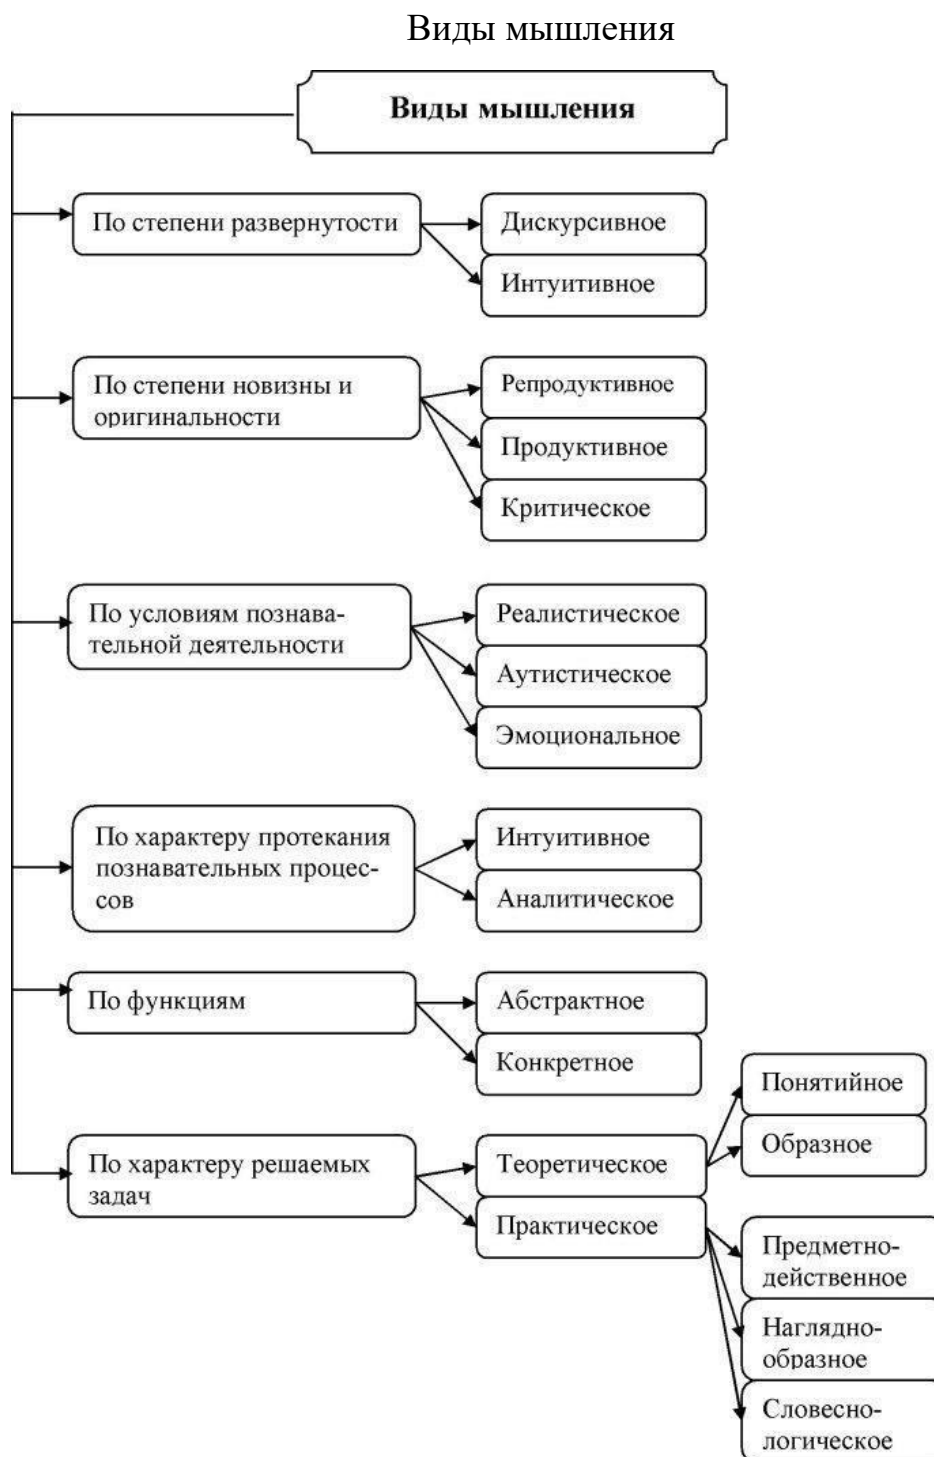 Виды мышления
Виды мышления
По степени развернутости
Дискурсивное
Интуитивное
По степени новизны и
оригинальности
Репродуктивное
Продуктивное
Критическое
По условиям познава-
тельной деятельности
Реалистическое
Аутистическое
Эмоциональное
По характеру протекания
познавательных процес-
сов
Интуитивное
Аналитическое
По функциям
Абстрактное
Конкретное
По характеру решаемых
задач
Теоретическое
Практическое
Понятийное
Образное
Предметно-
действенное
Наглядно-
образное
Словесно-
логическое